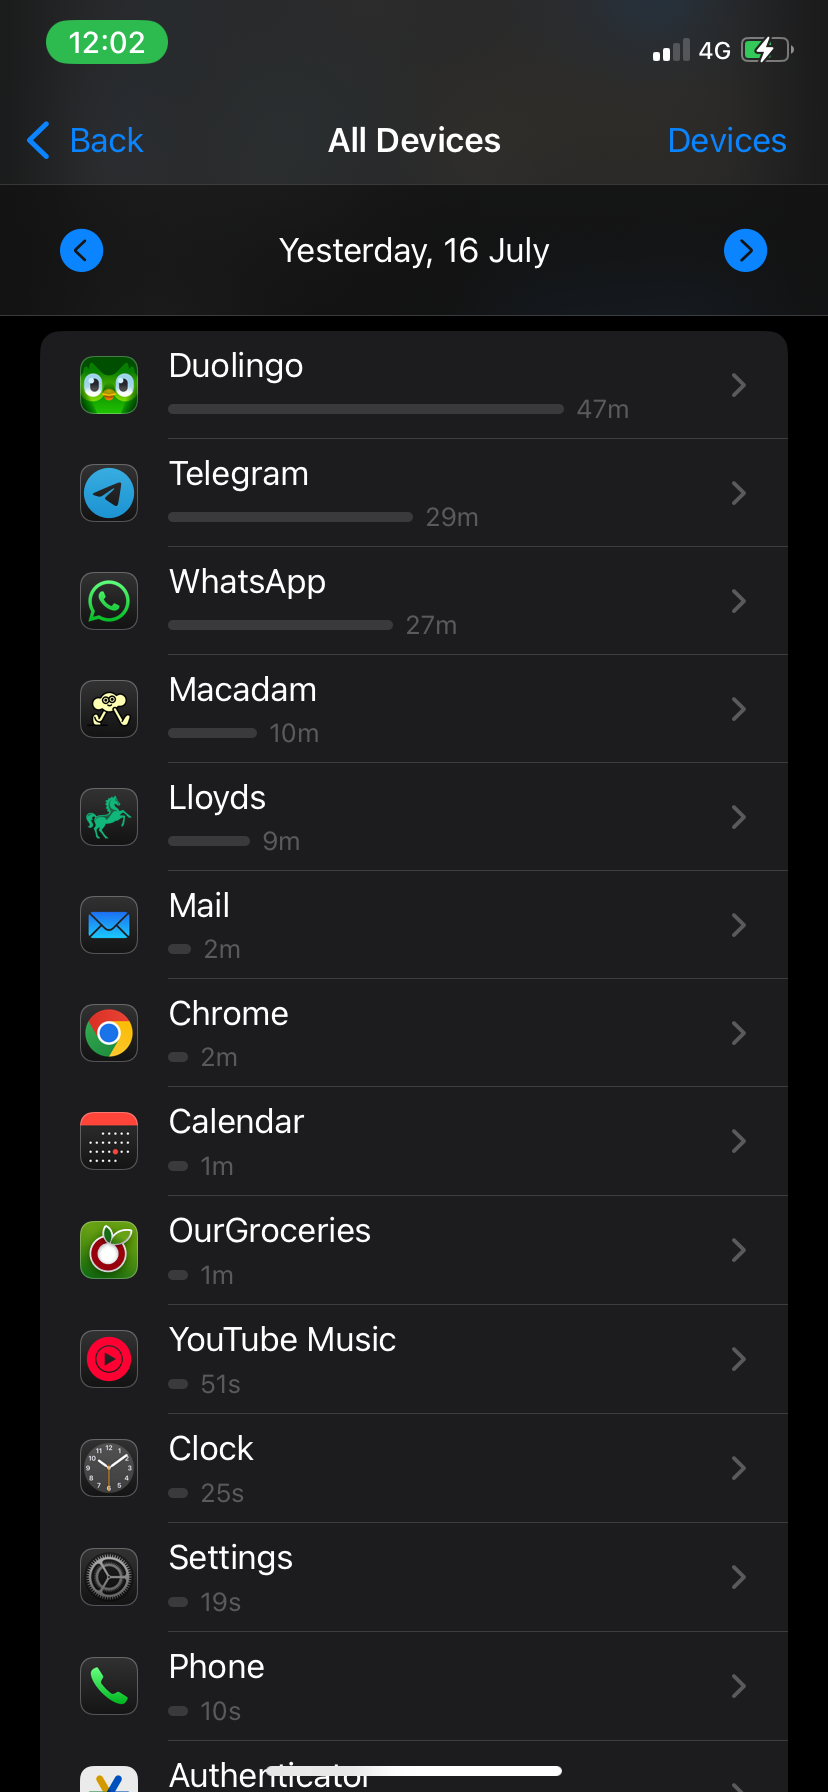 12:02
4G
Back
All Devices
Devices
Yesterday, 16 July
Duolingo
47m
Telegram
29m
WhatsApp
27m
Macadam
10m
Lloyds
9m
Mail
2m
Chrome
2m
Calendar
1m
OurGroceries
1m
YouTube Music
51s
Clock
25s
Settings
19s
Phone
10s
Authenticator